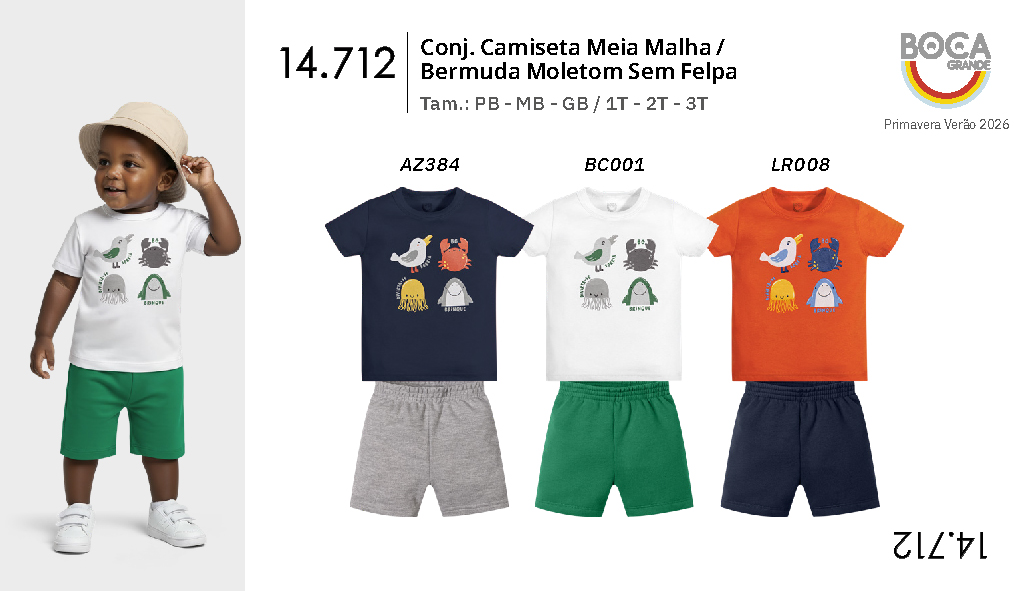 14.712
Conj. Camiseta Meia Malha /
Bermuda Moletom Sem Felpa
Tam.: PB - MB - GB / 1T - 2T - 3T
BOCA
GRANDE
Primavera Verão 2026
AZ384
BC001
LR008
14.712